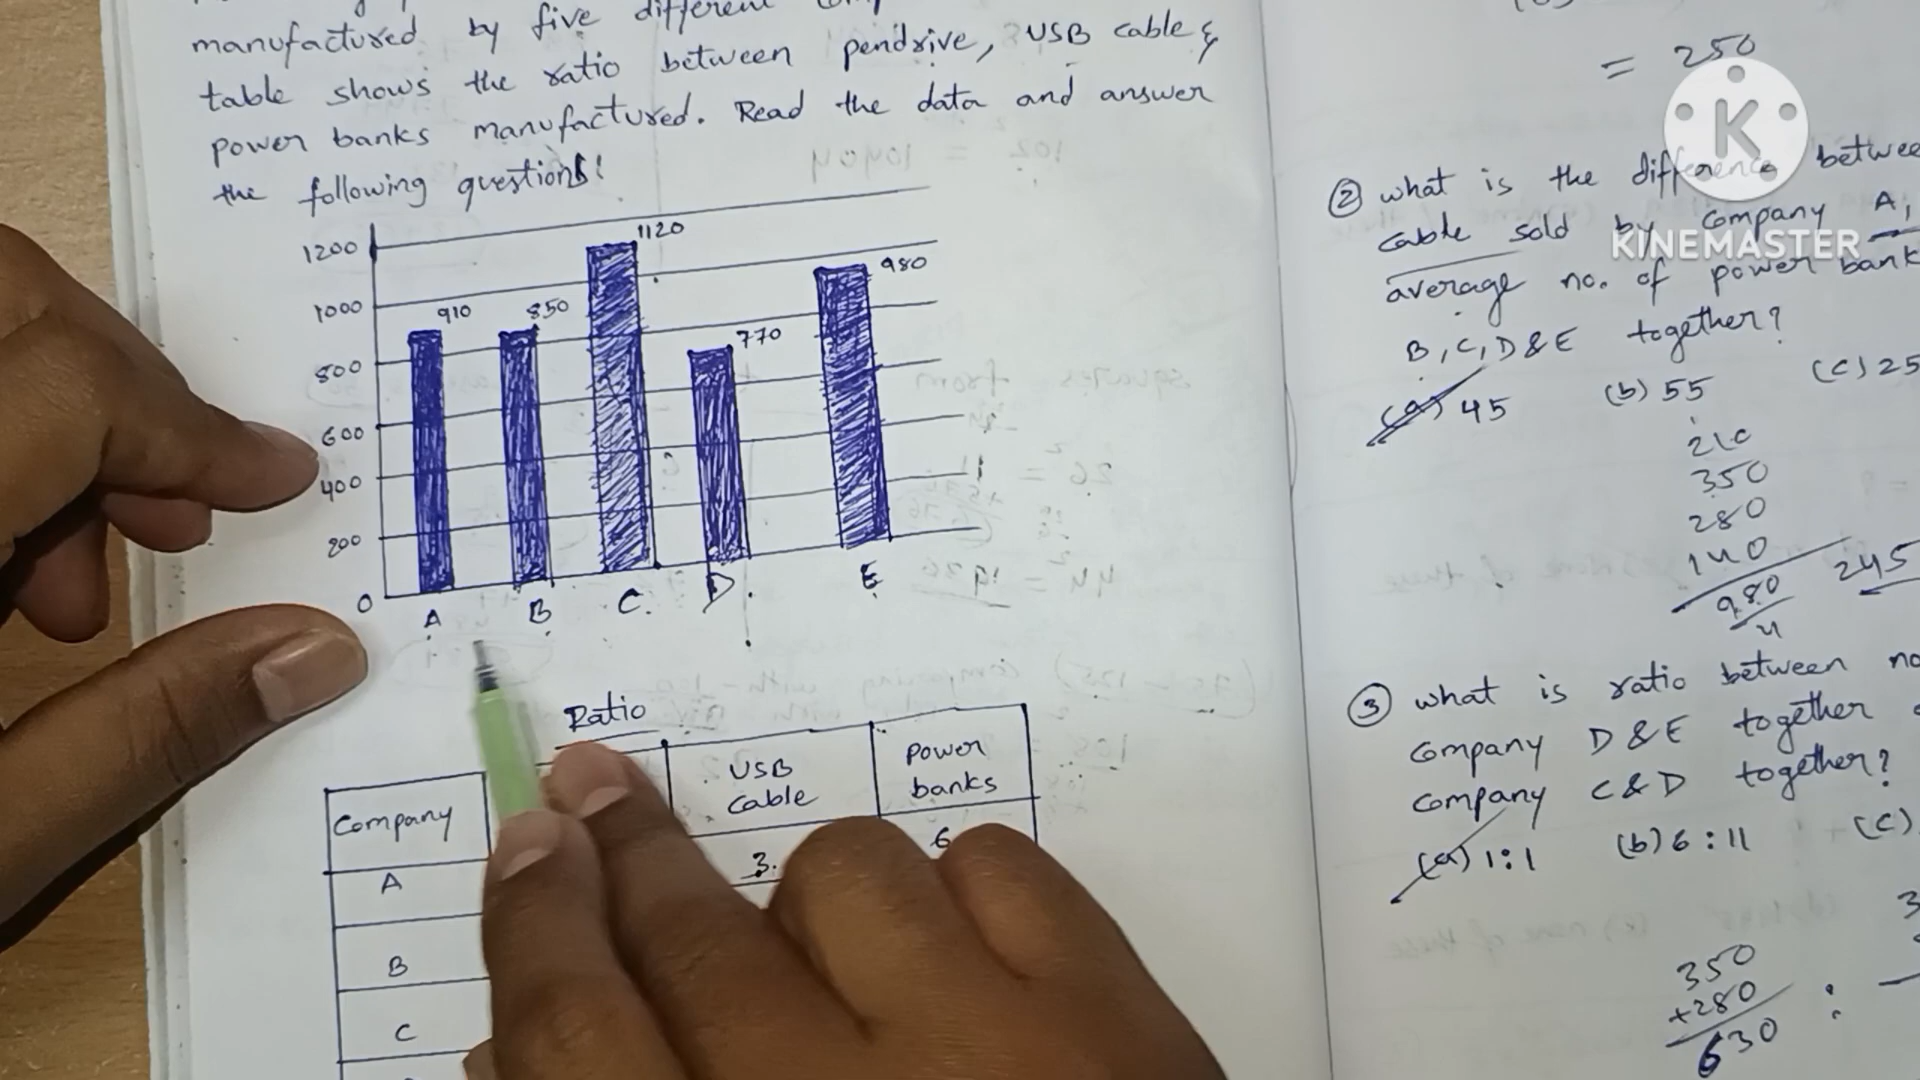 manufactured by five different
table shows the ratio between pendrive, USB cable &
power banks manufactured. Read the data and answer
the following questions!
1200
1000
800
600
400
200
0
910
850
1120
770
980
A
B
C.
D
E
Ratio
Company
USB
Cable
Power
banks
A
3.
6
B
C
= 250
K
KINEMASTER
② what is the difference between
cable sold by company A,
average no. of power bank
B, C, D & E together?
(a) 45 (b) 55 (c) 25
210
350
280
140
980
4
245
③ what is ratio between no
company D & E together
company C & D together?
(a) 1:1 (b) 6:11 (c)
350
+280
630
:
3